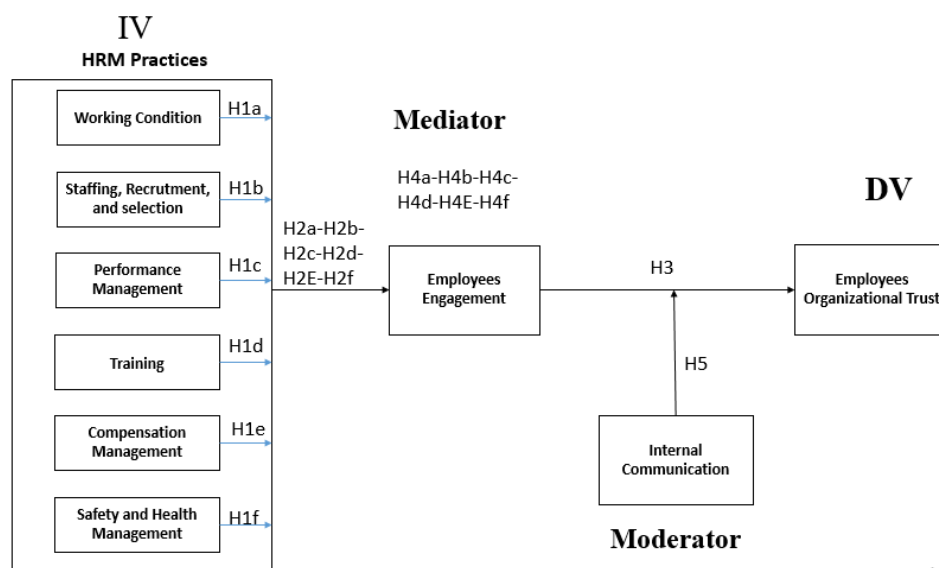 IV
HRM Practices
Working Condition
H1a
Staffing, Recrutment,
and selection
H1b
Performance
Management
H1c
Training
H1d
Compensation
Management
H1e
Safety and Health
Management
H1f
H2a-H2b-
H2c-H2d-
H2E-H2f
Mediator
H4a-H4b-H4c-
H4d-H4E-H4f
Employees
Engagement
H3
H5
Internal
Communication
Moderator
DV
Employees
Organizational Trust